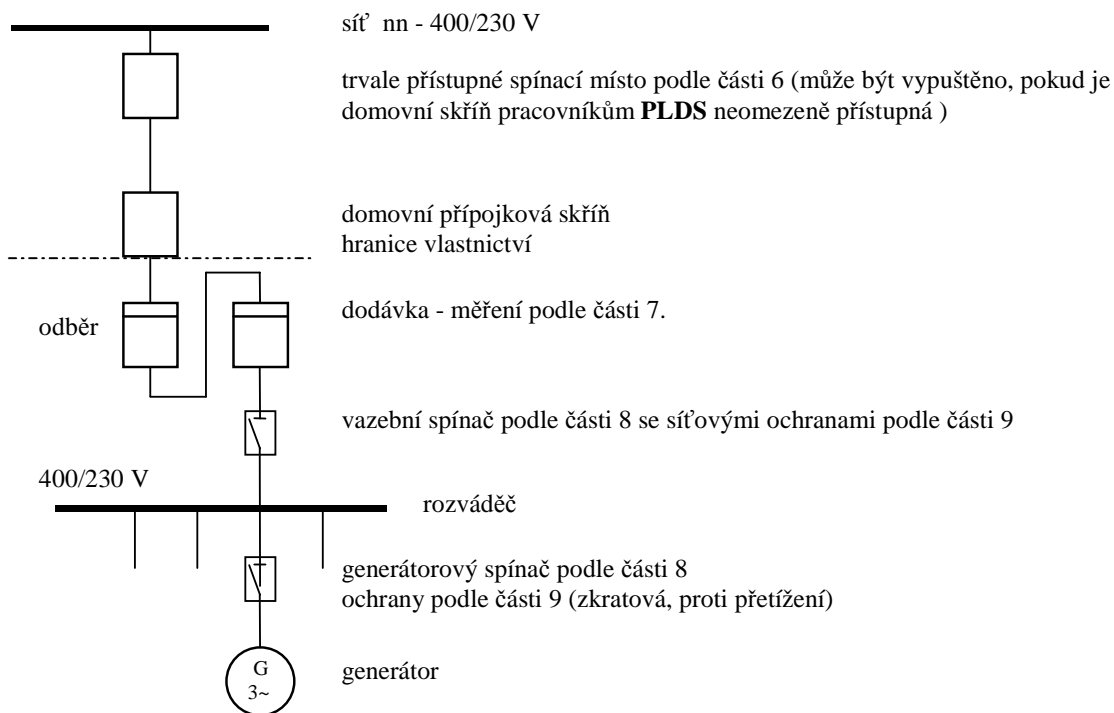 síť nn - 400/230 V
trvale přístupné spínací místo podle části 6 (může být vypuštěno, pokud je
domovní skříň pracovníkům PLDS neomezeně přístupná )
domovní přípojková skříň
hranice vlastnictví
odběr
dodávka - měření podle části 7.
vazební spínač podle části 8 se síťovými ochranami podle části 9
400/230 V
rozváděč
generátorový spínač podle části 8
ochrany podle části 9 (zkratová, proti přetížení)
G
3~
generátor